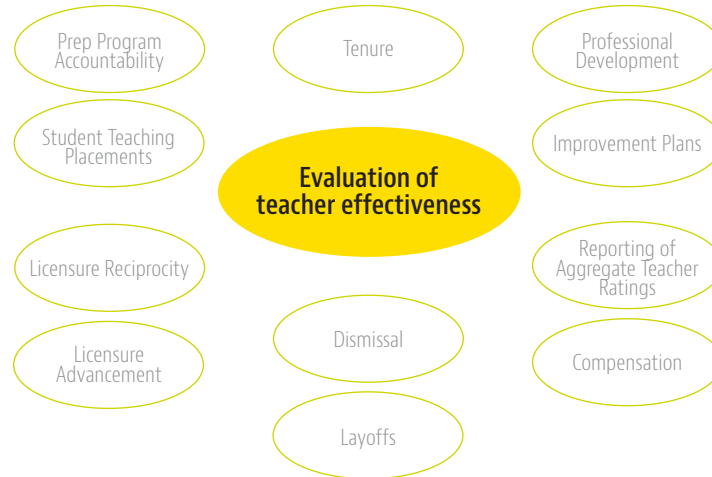 Prep Program
Accountability
Tenure
Professional
Development
Student Teaching
Placements
Improvement Plans
Evaluation of
teacher effectiveness
Licensure Reciprocity
Reporting of
Aggregate Teacher
Ratings
Licensure
Advancement
Dismissal
Compensation
Layoffs